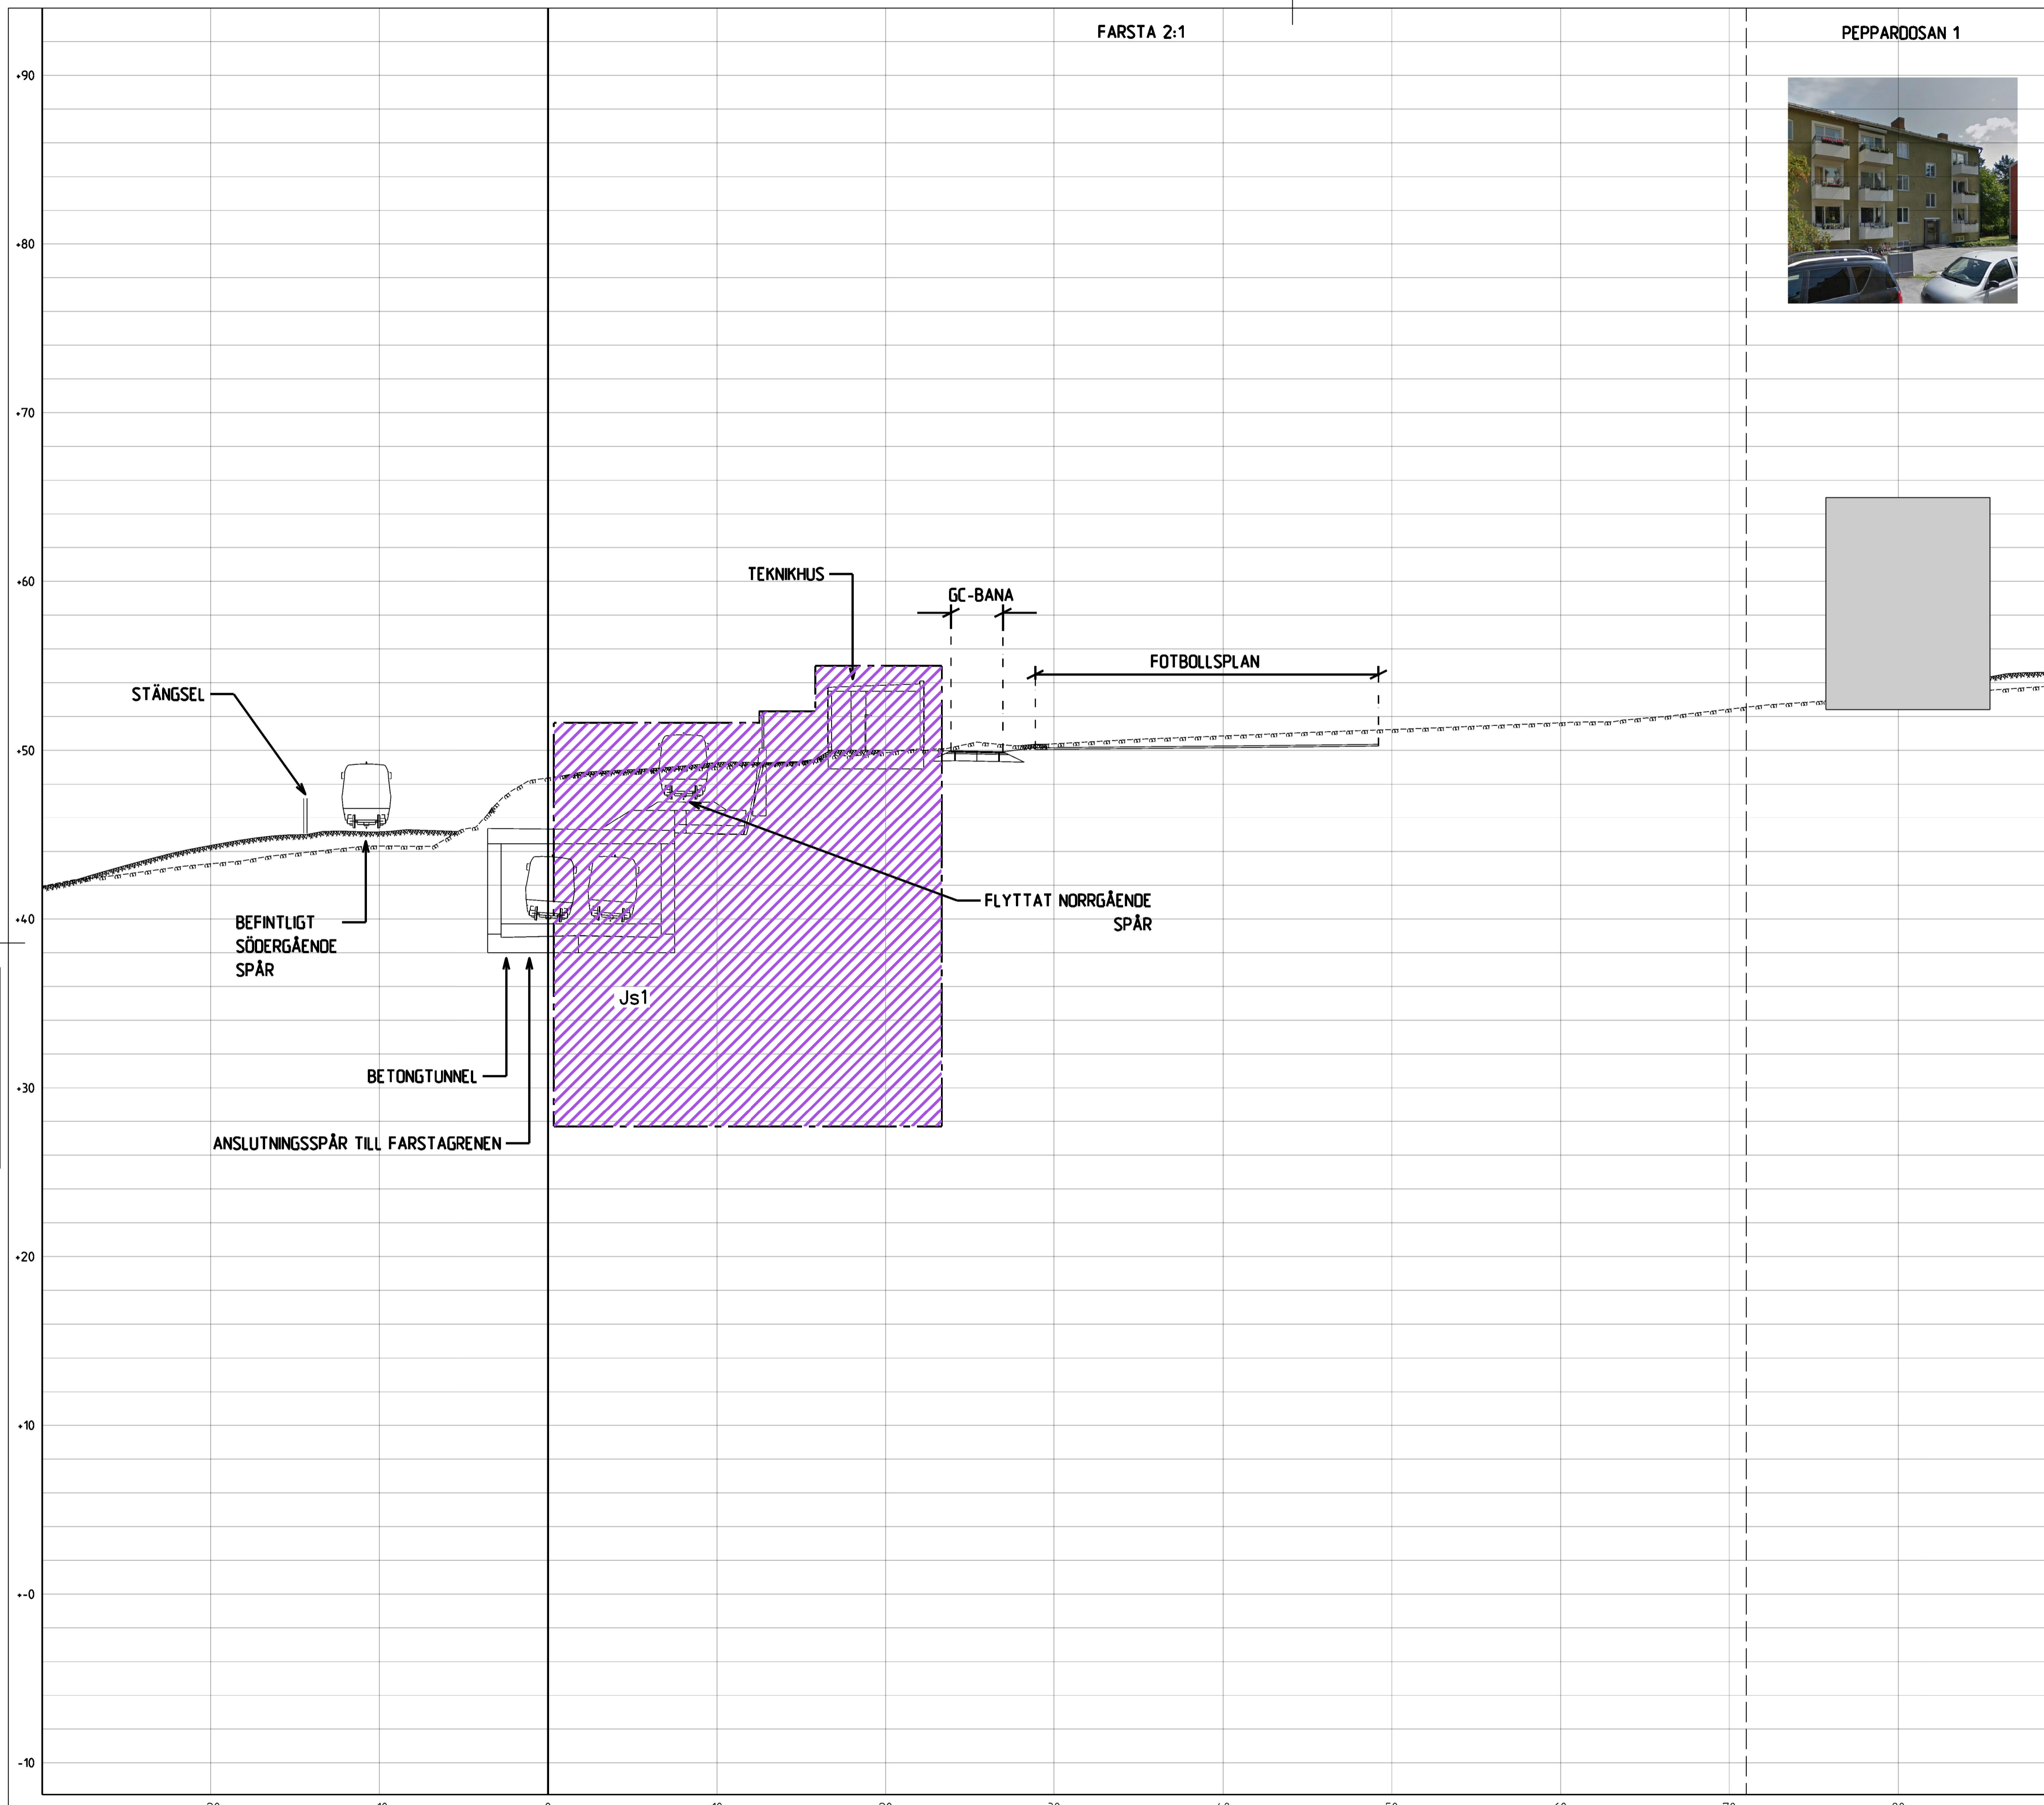 FARSTA 2:1
PEPPARDOSAN 1
+90
+80
+70
+60
TEKNIKHUS
GC-BANA
FOTBOLLSPLAN
STÄNGSEL
+50
+40
FLYTTAT NORRGÅENDE
SPÅR
BEFINTLIGT
SÖDERGÅENDE
SPÅR
Js1
BETONGTUNNEL
+30
ANSLUTNINGSSPÅR TILL FARSTAGRENEN
+20
+10
+-0
-10